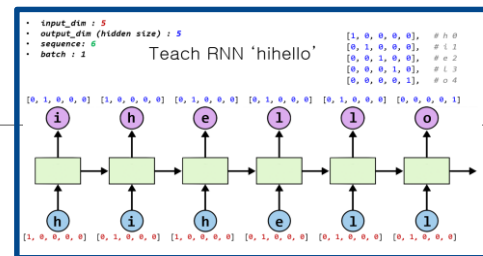 • input_dim : 5
• output_dim (hidden size) : 5
• sequence: 6
• batch : 1
Teach RNN ‘hihello’
[1, 0, 0, 0, 0], # h 0
[0, 1, 0, 0, 0], # i 1
[0, 0, 1, 0, 0], # e 2
[0, 0, 0, 1, 0], # l 3
[0, 0, 0, 0, 1], # o 4
[0, 1, 0, 0, 0] [1, 0, 0, 0, 0] [0, 1, 0, 0, 0] [0, 1, 0, 0, 0] [0, 1, 0, 0, 0] [0, 0, 0, 0, 1]
i h e l l o
h i h e l l
[1, 0, 0, 0, 0] [0, 1, 0, 0, 0] [1, 0, 0, 0, 0] [0, 1, 0, 0, 0] [0, 1, 0, 0, 0] [0, 1, 0, 0, 0]